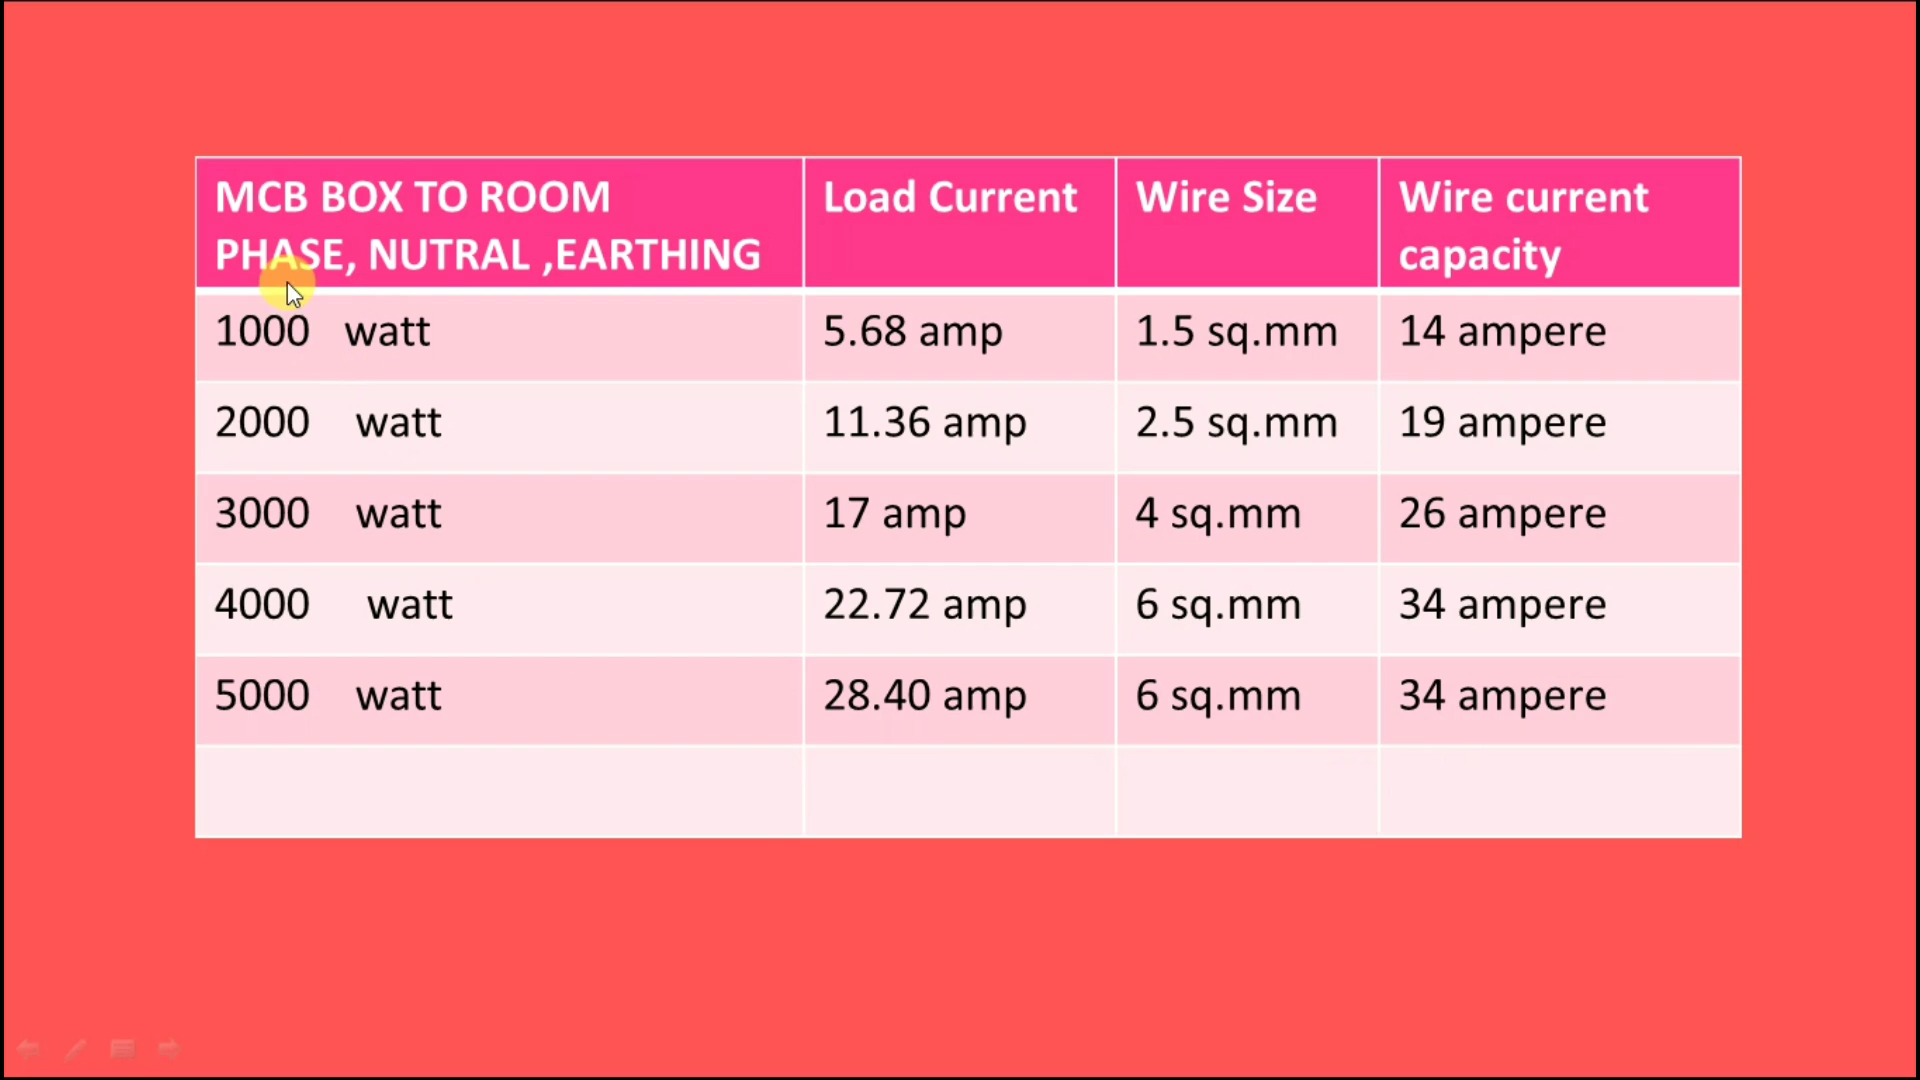 MCB BOX TO ROOM
PHASE, NUTRAL ,EARTHING
Load Current
Wire Size
Wire current
capacity
1000 watt 5.68 amp 1.5 sq.mm 14 ampere
2000 watt 11.36 amp 2.5 sq.mm 19 ampere
3000 watt 17 amp 4 sq.mm 26 ampere
4000 watt 22.72 amp 6 sq.mm 34 ampere
5000 watt 28.40 amp 6 sq.mm 34 ampere